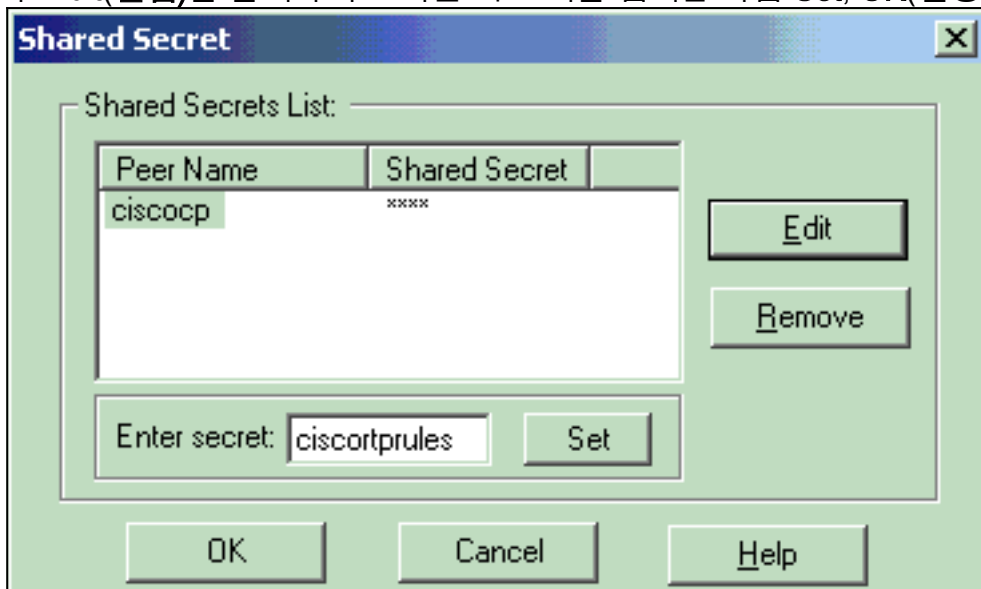 Shared Secret
Shared Secrets List:
Peer Name Shared Secret
ciscocp ****
Edit
Remove
Enter secret: ciscortprules Set
OK Cancel Help